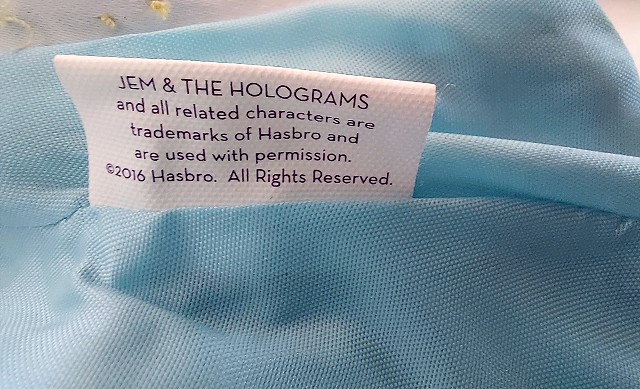 JEM & THE HOLOGRAMS
and all related characters are
trademarks of Hasbro and
are used with permission.
©2016 Hasbro. All Rights Reserved.